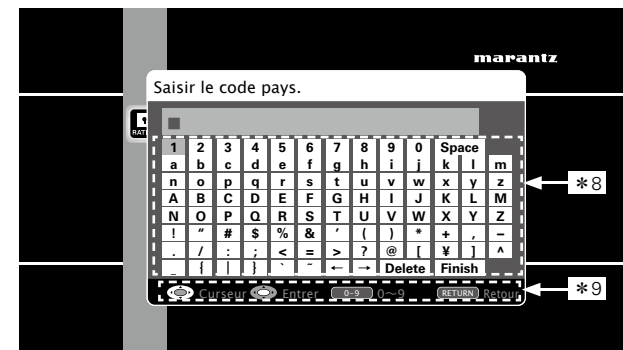 marantz
Saisir le code pays.
1 2 3 4 5 6 7 8 9 0 Space
a b c d e f g h i j k l m
n o p q r s t u v w x y z
A B C D E F G H I J K L M
N O P Q R S T U V W X Y Z
! “ # $ % & ′ ( ) * + , –
. / : ; < = > ? @ [ ¥ ] ^
_ { | } ` ~ ← → Delete Finish
Curseur Entrer 0-9 0～9 RETURN Retour
RAT
＊8
＊9